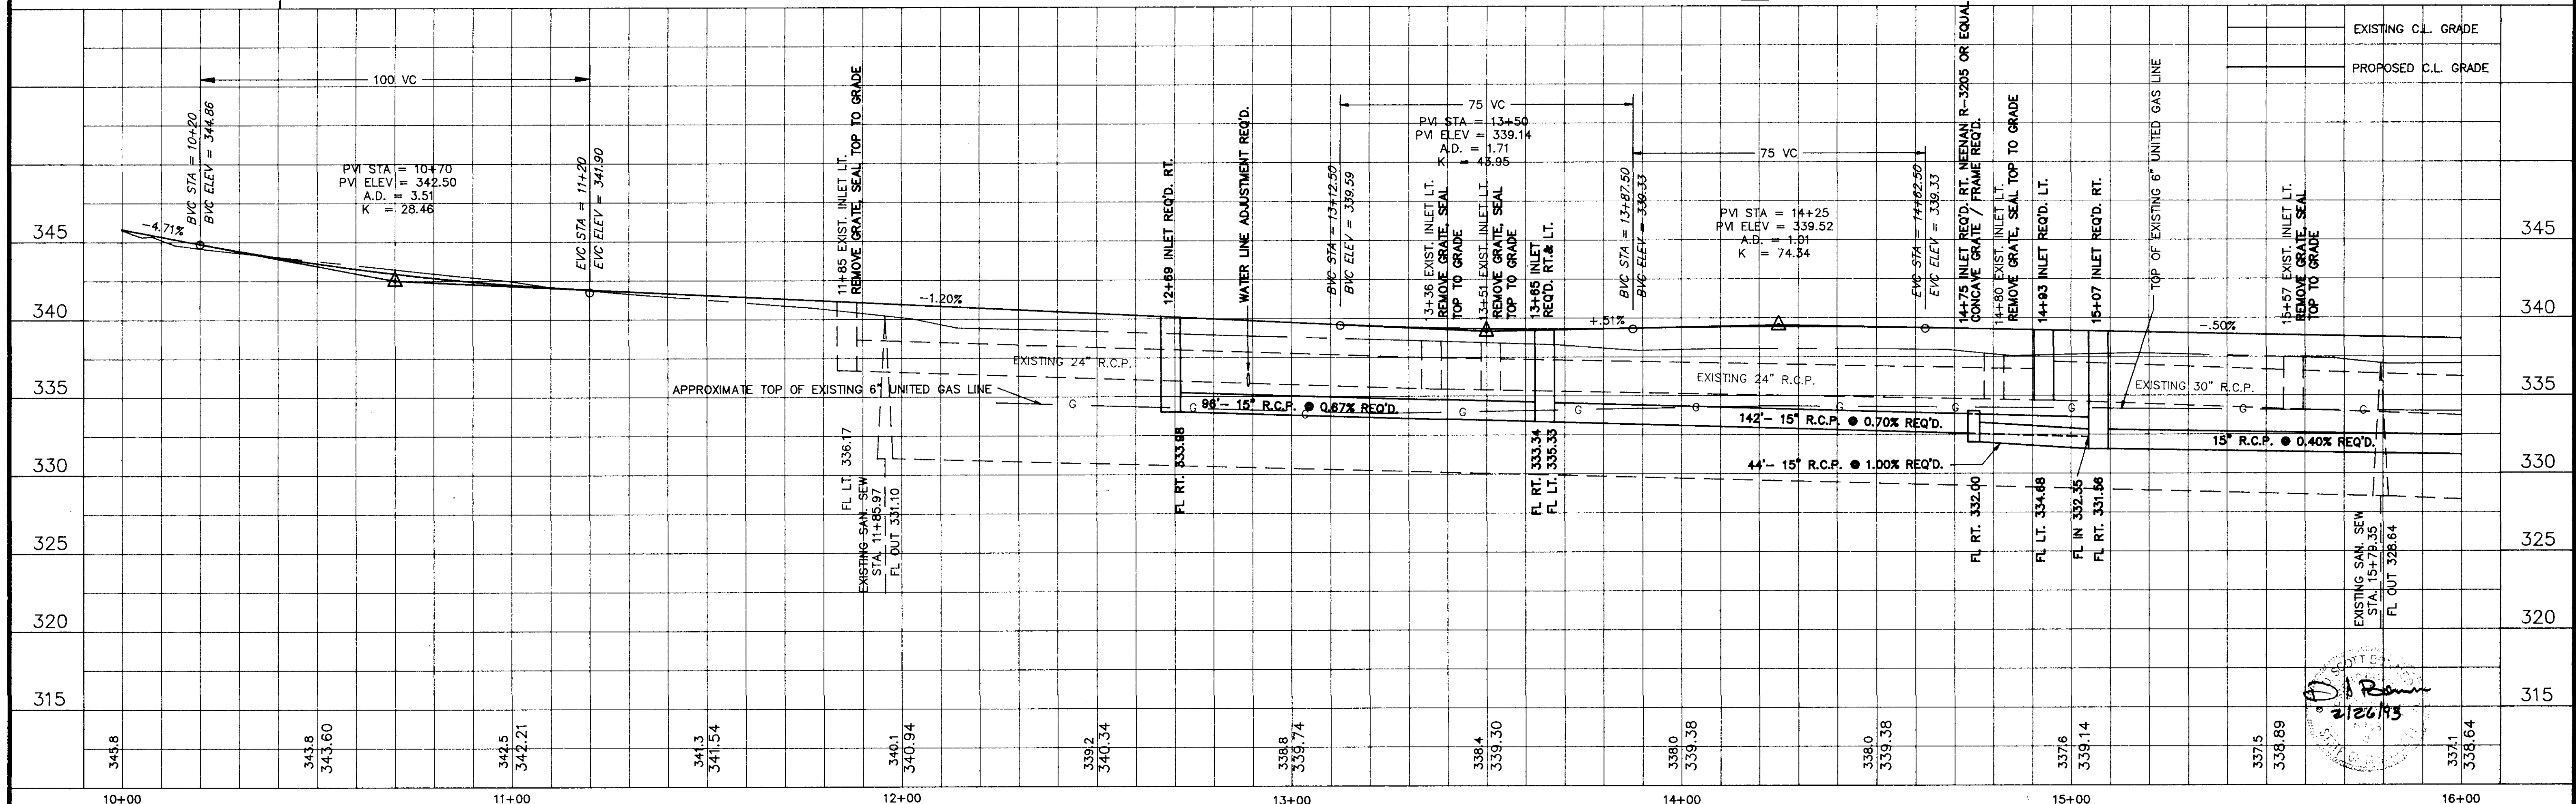 EXISTING C.L. GRADE
PROPOSED C.L. GRADE
100 VC
BVC STA = 10+20
BVC ELEV = 344.86
-4.71%
PVI STA = 10+70
PVI ELEV = 342.50
A.D. = 3.51
K = 28.46
EVC STA = 11+20
EVC ELEV = 341.90
11+85 EXIST. INLET LT.
REMOVE GRATE, SEAL TOP TO GRADE
-1.20%
12+69 INLET REQ'D. RT.
WATER LINE ADJUSTMENT REQ'D.
75 VC
PVI STA = 13+50
PVI ELEV = 339.14
A.D. = 1.71
K = 43.95
BVC STA = 13+12.50
BVC ELEV = 339.59
13+36 EXIST. INLET LT.
REMOVE GRATE, SEAL
TOP TO GRADE
13+51 EXIST. INLET LT.
REMOVE GRATE, SEAL
TOP TO GRADE
13+65 INLET
REQ'D. RT.& LT.
75 VC
BVC STA = 13+87.50
BVC ELEV = 339.33
+.51%
PVI STA = 14+25
PVI ELEV = 339.52
A.D. = 1.01
K = 74.34
EVC STA = 14+62.50
EVC ELEV = 339.33
14+75 INLET REQ'D. RT. NEENAN R-3205 OR EQUAL
CONCAVE GRATE / FRAME REQ'D.
14+80 EXIST. INLET LT.
REMOVE GRATE, SEAL TOP TO GRADE
14+93 INLET REQ'D. LT.
15+07 INLET REQ'D. RT.
TOP OF EXISTING 6" UNITED GAS LINE
-.50%
15+57 EXIST. INLET LT.
REMOVE GRATE, SEAL
TOP TO GRADE
345 345
340 340
335 335
330 330
325 325
320 320
315 315
EXISTING 24" R.C.P.
EXISTING 24" R.C.P.
EXISTING 30" R.C.P.
APPROXIMATE TOP OF EXISTING 6" UNITED GAS LINE
G G G G G G G G G G G
96'- 15" R.C.P. @ 0.67% REQ'D.
142'- 15" R.C.P. @ 0.70% REQ'D.
44'- 15" R.C.P. @ 1.00% REQ'D.
15" R.C.P. @ 0.40% REQ'D.
FL LT. 336.17
EXISTING SAN. SEW
STA. 11+85.97
FL OUT 331.10
FL RT. 333.98
FL RT. 333.34
FL LT. 335.33
FL RT. 332.00
FL LT. 334.68
FL IN 332.35
FL RT. 331.56
EXISTING SAN. SEW
STA. 15+79.35
FL OUT 328.64
2/26/93
345.8
343.8
343.60
342.5
342.21
341.3
341.54
340.1
340.94
339.2
340.34
338.8
339.74
338.4
339.30
338.0
339.38
338.0
339.38
337.6
339.14
337.5
338.89
337.1
338.64
10+00 11+00 12+00 13+00 14+00 15+00 16+00